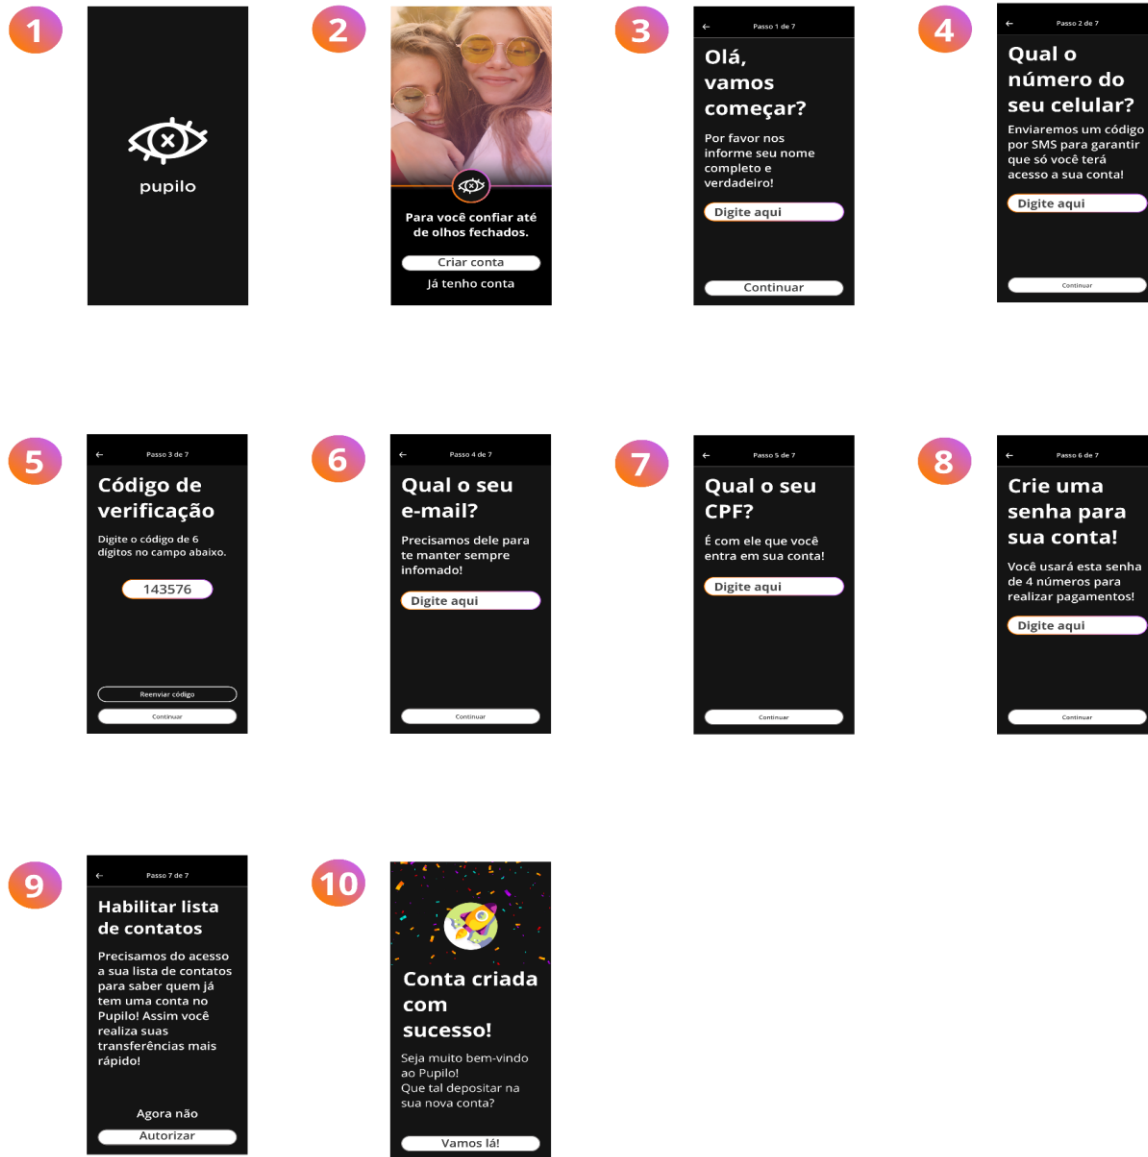 1
pupilo
2
Para você confiar até
de olhos fechados.
Criar conta
Já tenho conta
3
Passo 1 de 7
Olá,
vamos
começar?
Por favor nos
informe seu nome
completo e
verdadeiro!
Digite aqui
Continuar
4
Passo 2 de 7
Qual o
número do
seu celular?
Enviaremos um código
por SMS para garantir
que só você terá
acesso a sua conta!
Digite aqui
Continuar
5
Passo 3 de 7
Código de
verificação
Digite o código de 6
dígitos no campo abaixo.
143576
Reenviar código
Continuar
6
Passo 4 de 7
Qual o seu
e-mail?
Precisamos dele para
te manter sempre
infomado!
Digite aqui
Continuar
7
Passo 5 de 7
Qual o seu
CPF?
É com ele que você
entra em sua conta!
Digite aqui
Continuar
8
Passo 6 de 7
Crie uma
senha para
sua conta!
Você usará esta senha
de 4 números para
realizar pagamentos!
Digite aqui
Continuar
9
Passo 7 de 7
Habilitar lista
de contatos
Precisamos do acesso
a sua lista de contatos
para saber quem já
tem uma conta no
Pupilo! Assim você
realiza suas
transferências mais
rápido!
Agora não
Autorizar
10
Conta criada
com
sucesso!
Seja muito bem-vindo
ao Pupilo!
Que tal depositar na
sua nova conta?
Vamos lá!